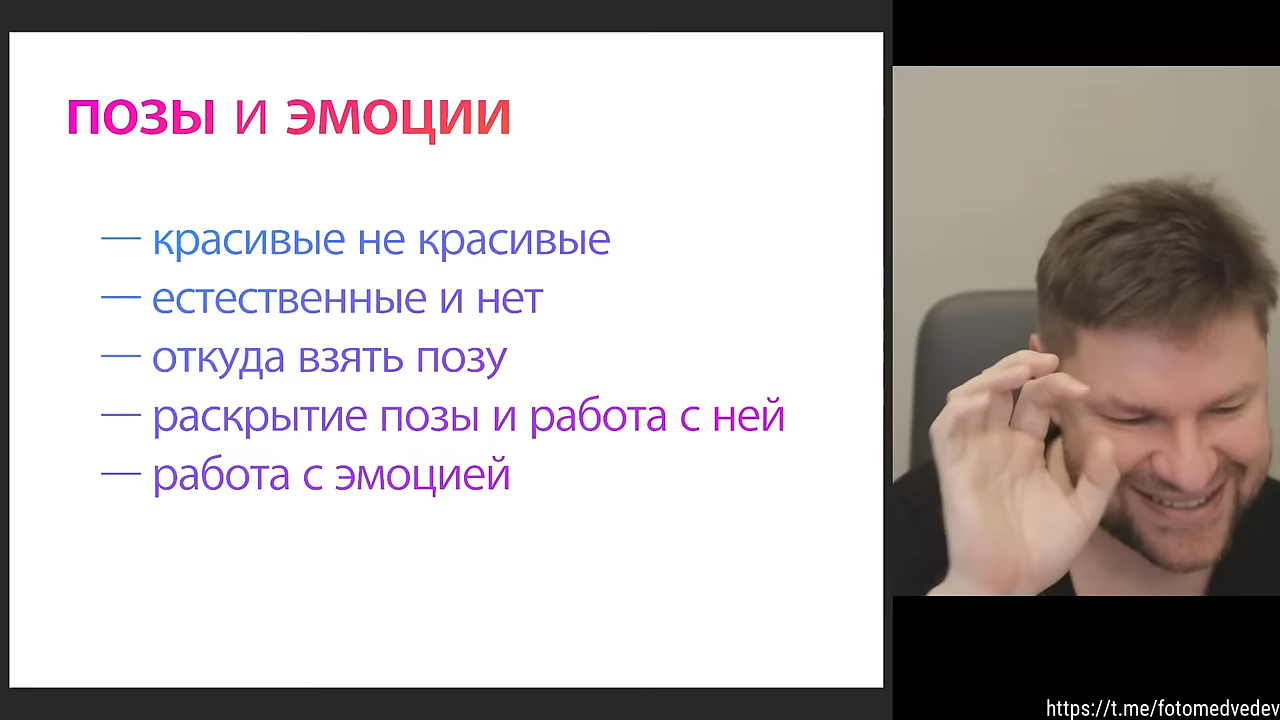 позы и эмоции
— красивые не красивые
— естественные и нет
— откуда взять позу
— раскрытие позы и работа с ней
— работа с эмоцией
https://t.me/fotomedvedev